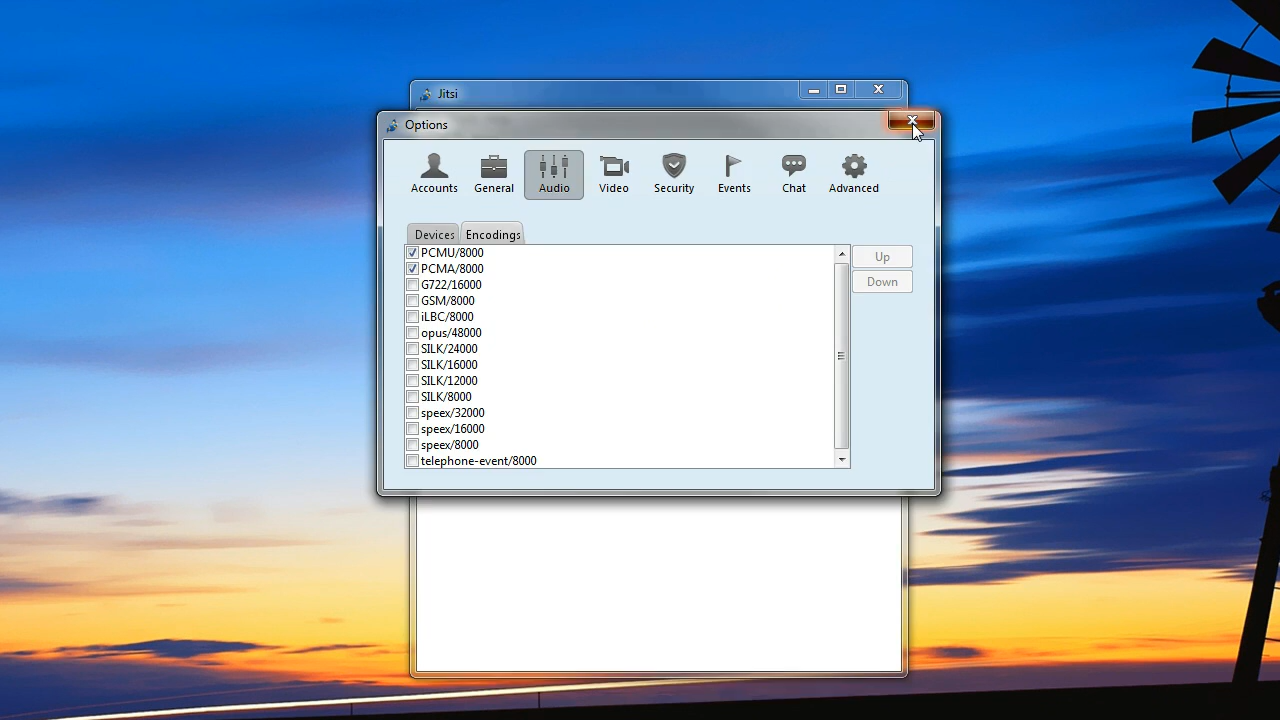 Jitsi
Options
Accounts General Audio Video Security Events Chat Advanced
Devices Encodings
PCMU/8000
PCMA/8000
G722/16000
GSM/8000
iLBC/8000
opus/48000
SILK/24000
SILK/16000
SILK/12000
SILK/8000
speex/32000
speex/16000
speex/8000
telephone-event/8000
Up
Down